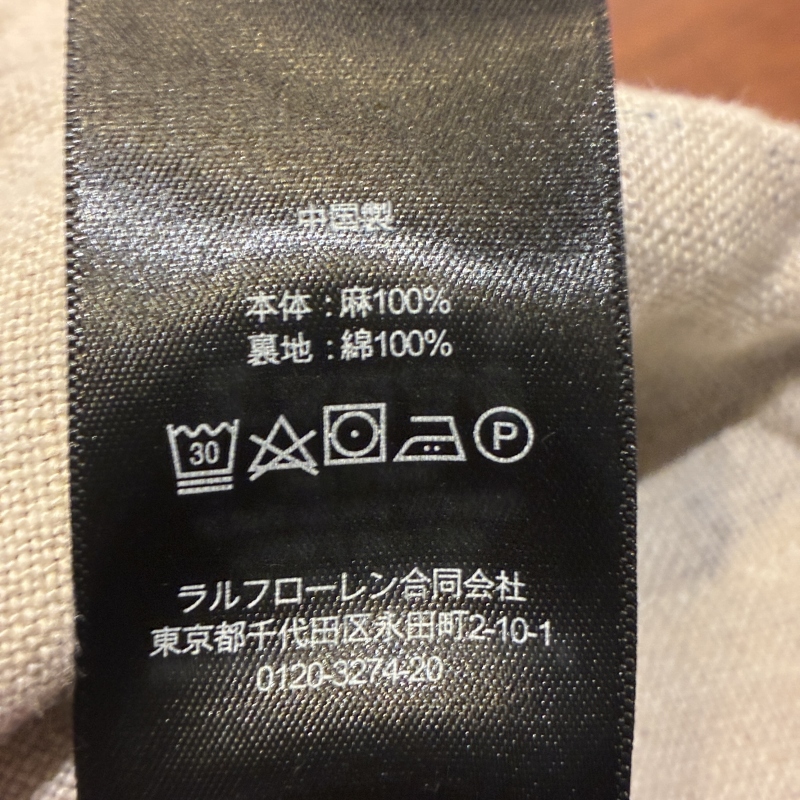 中国製
本体:麻100%
裏地:綿100%
30 P
ラルフローレン合同会社
東京都千代田区永田町2-10-1
0120-3274-20